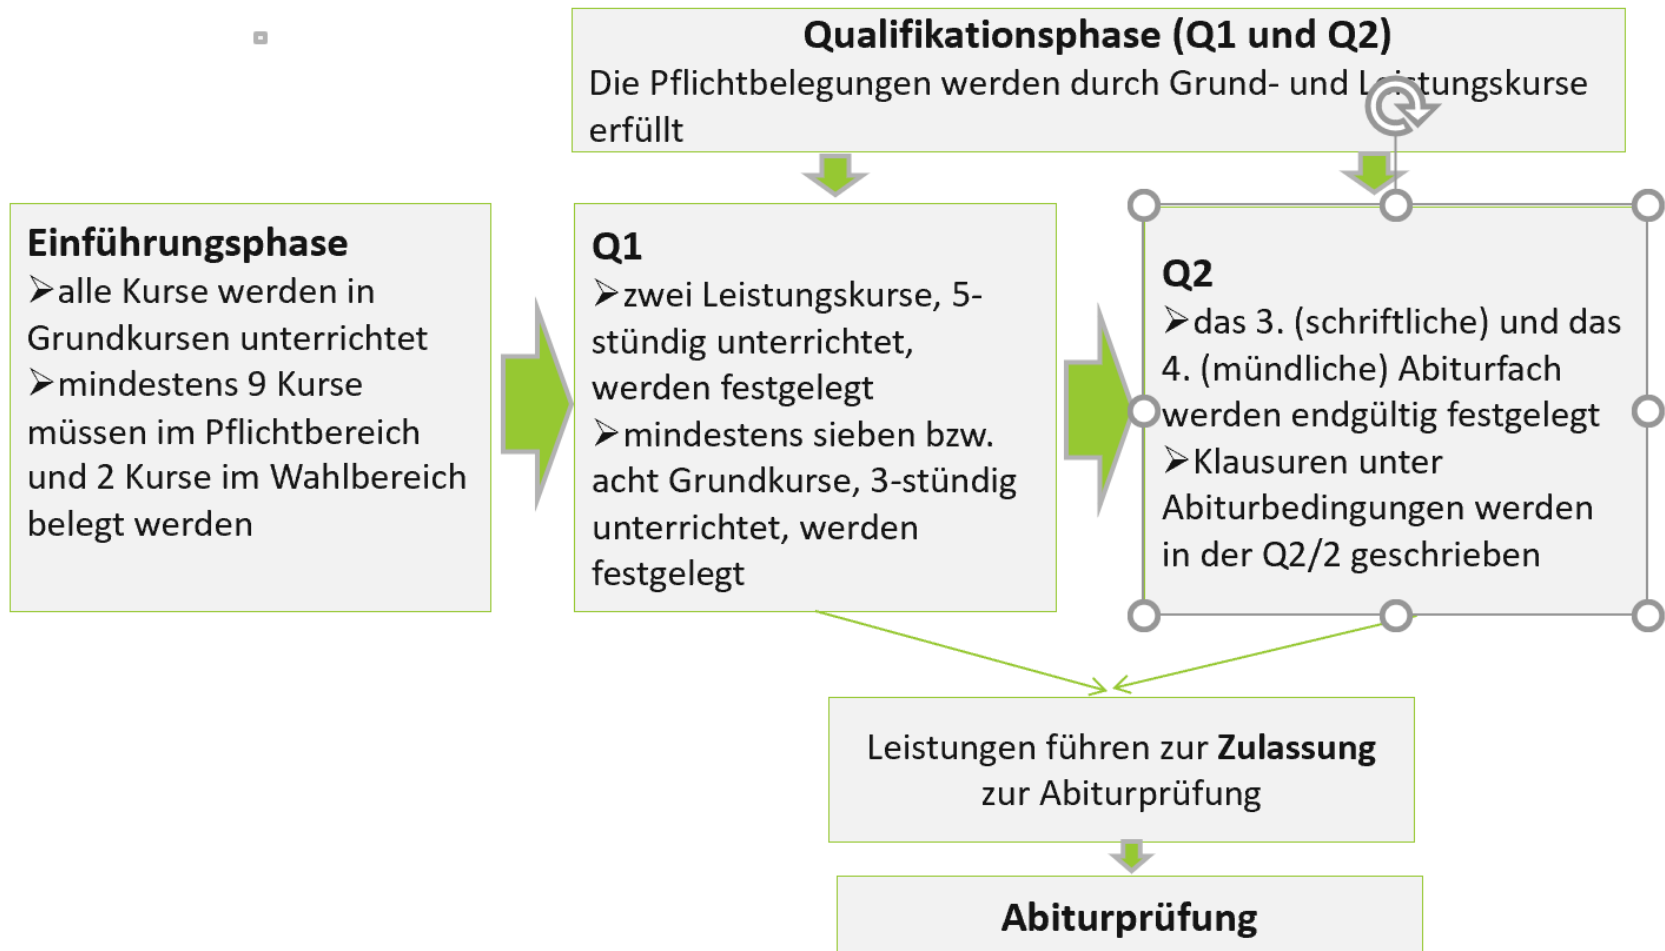 Qualifikationsphase (Q1 und Q2)
Die Pflichtbelegungen werden durch Grund- und Leistungskurse
erfüllt
Einführungsphase
➢alle Kurse werden in
Grundkursen unterrichtet
➢mindestens 9 Kurse
müssen im Pflichtbereich
und 2 Kurse im Wahlbereich
belegt werden
Q1
➢zwei Leistungskurse, 5-
stündig unterrichtet,
werden festgelegt
➢mindestens sieben bzw.
acht Grundkurse, 3-stündig
unterrichtet, werden
festgelegt
Q2
➢das 3. (schriftliche) und das
4. (mündliche) Abiturfach
werden endgültig festgelegt
➢Klausuren unter
Abiturbedingungen werden
in der Q2/2 geschrieben
Leistungen führen zur Zulassung
zur Abiturprüfung
Abiturprüfung